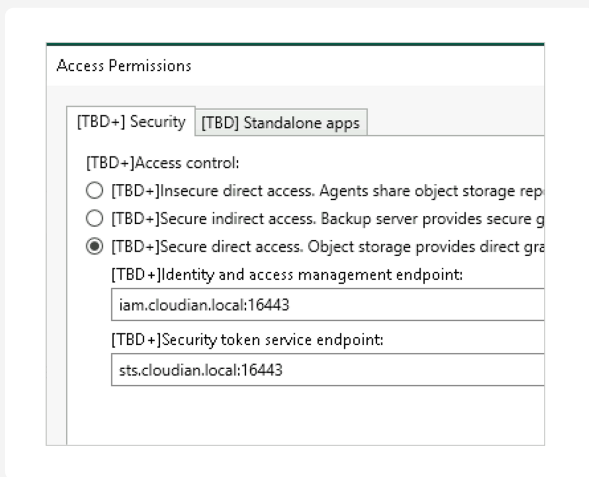 Access Permissions
[TBD+] Security [TBD] Standalone apps
[TBD+]Access control:
[TBD+]Insecure direct access. Agents share object storage rep
[TBD+]Secure indirect access. Backup server provides secure g
[TBD+]Secure direct access. Object storage provides direct gra
[TBD+]Identity and access management endpoint:
iam.cloudian.local:16443
[TBD+]Security token service endpoint:
sts.cloudian.local:16443